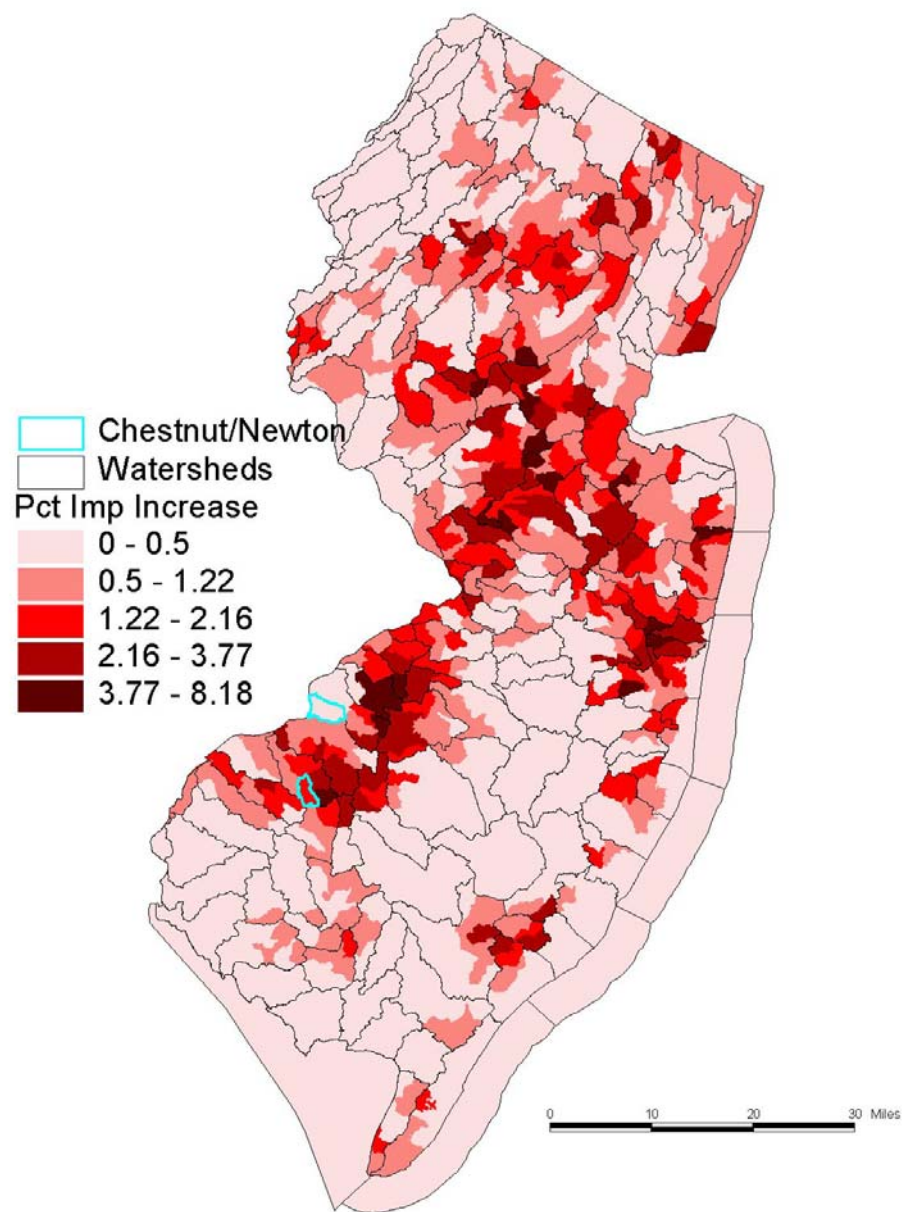 Chestnut/Newton
Watersheds
Pct Imp Increase
0 - 0.5
0.5 - 1.22
1.22 - 2.16
2.16 - 3.77
3.77 - 8.18
0 10 20 30 Miles